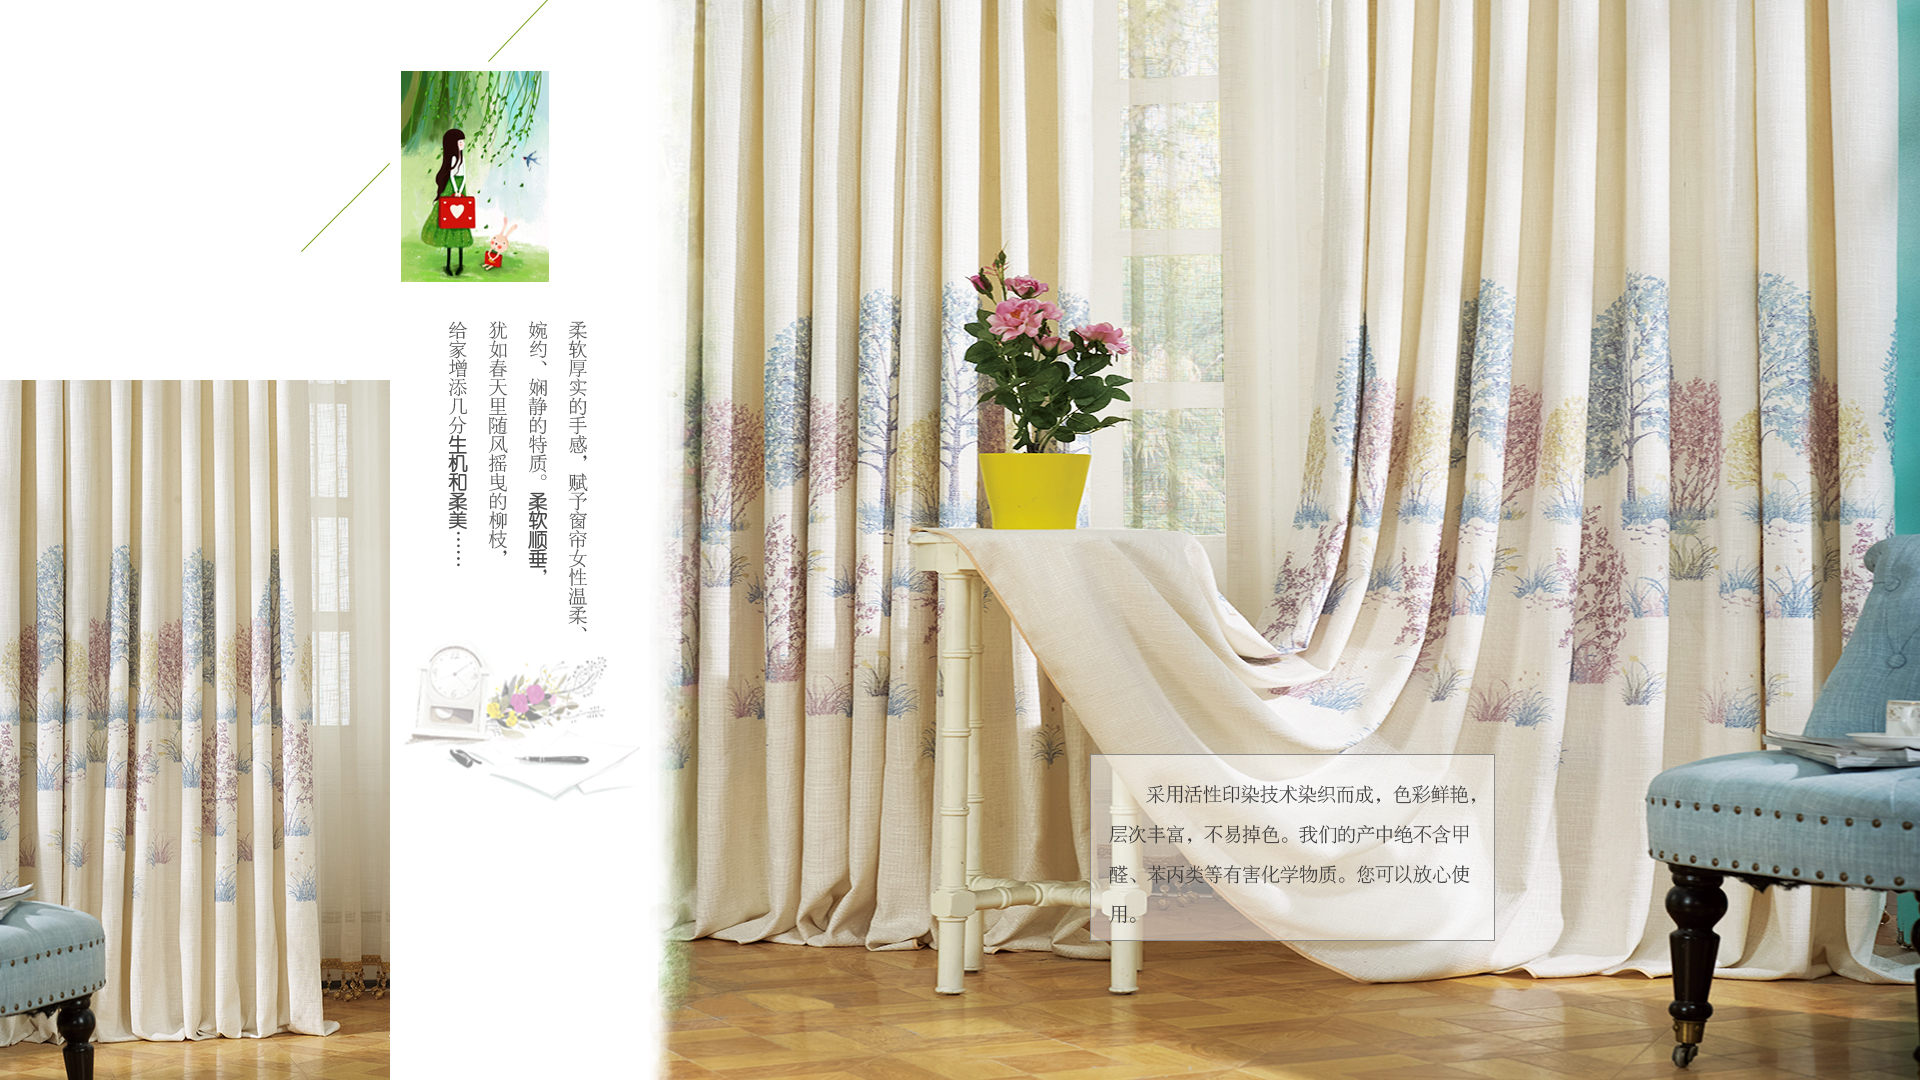 柔软厚实的手感，赋予窗帘女性温柔、
婉约、娴静的特质。柔软顺垂，
犹如春天里随风摇曳的柳枝，
给家增添几分生机和柔美……
采用活性印染技术染织而成，色彩鲜艳，
层次丰富，不易掉色。我们的产中绝不含甲
醛、苯丙类等有害化学物质。您可以放心使
用。